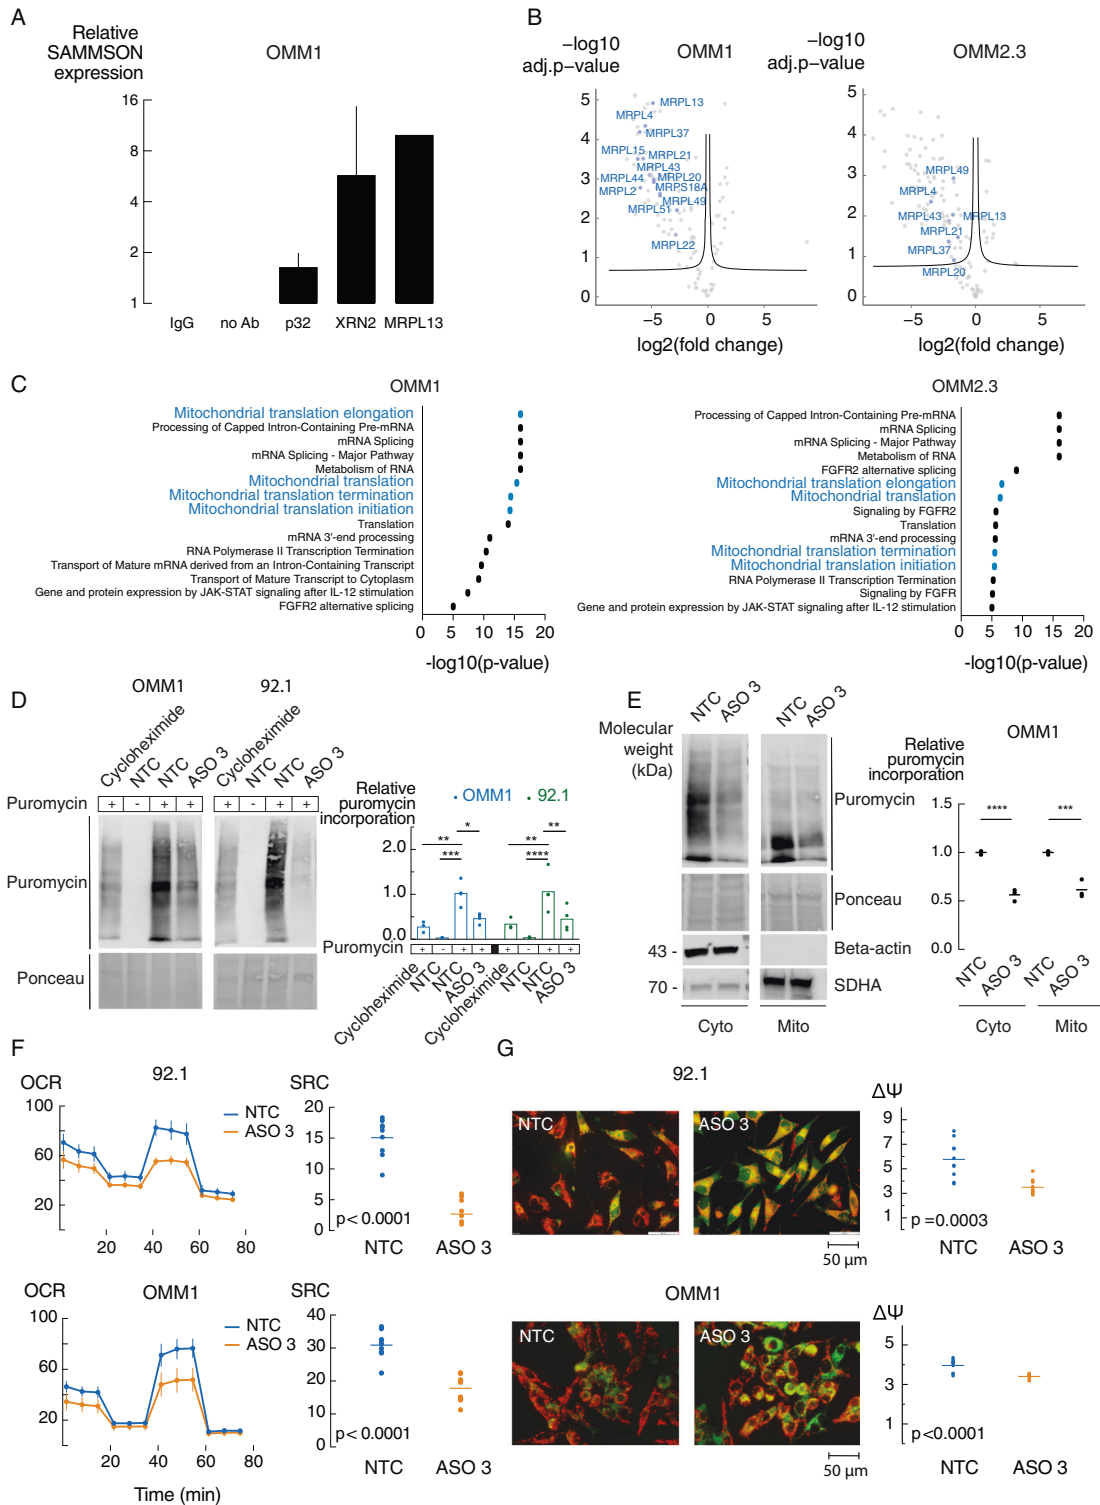 A
Relative
SAMMSON
expression
OMM1
16
8
4
2
1
IgG
no Ab
p32
XRN2
MRPL13
B
−log10
adj.p−value
OMM1
5
4
3
2
1
0
MRPL13
MRPL4
MRPL37
MRPL15
MRPL21
MRPL43
MRPL44
MRPL20
MRPL2
MRPS18A
MRPL49
MRPL51
MRPL22
−5
0
5
log2(fold change)
−log10
adj.p−value
OMM2.3
5
4
3
2
1
0
MRPL49
MRPL4
MRPL43
MRPL13
MRPL21
MRPL37
MRPL20
−5
0
5
log2(fold change)
C
OMM1
Mitochondrial translation elongation
Processing of Capped Intron-Containing Pre-mRNA
mRNA Splicing
mRNA Splicing - Major Pathway
Metabolism of RNA
Mitochondrial translation
Mitochondrial translation termination
Mitochondrial translation initiation
Translation
mRNA 3'-end processing
RNA Polymerase II Transcription Termination
Transport of Mature mRNA derived from an Intron-Containing Transcript
Transport of Mature Transcript to Cytoplasm
Gene and protein expression by JAK-STAT signaling after IL-12 stimulation
FGFR2 alternative splicing
0 5 10 15 20
-log10(p-value)
OMM2.3
Processing of Capped Intron-Containing Pre-mRNA
mRNA Splicing
mRNA Splicing - Major Pathway
Metabolism of RNA
FGFR2 alternative splicing
Mitochondrial translation elongation
Mitochondrial translation
Signaling by FGFR2
Translation
mRNA 3'-end processing
Mitochondrial translation termination
Mitochondrial translation initiation
RNA Polymerase II Transcription Termination
Signaling by FGFR
Gene and protein expression by JAK-STAT signaling after IL-12 stimulation
0 5 10 15 20
-log10(p-value)
D
OMM1
92.1
Cycloheximide
NTC
NTC
ASO 3
Cycloheximide
NTC
NTC
ASO 3
Puromycin
+ - + + + - + +
Puromycin
Ponceau
Relative
puromycin
incorporation
OMM1
92.1
2.0
1.0
0.0
** *** * ** **** **
Puromycin
+ - + + + - + +
Cycloheximide
NTC
NTC
ASO 3
Cycloheximide
NTC
NTC
ASO 3
E
Molecular
weight
(kDa)
NTC
ASO 3
NTC
ASO 3
Puromycin
Ponceau
43 -
Beta-actin
70 -
SDHA
Cyto
Mito
OMM1
Relative
puromycin
incorporation
1.5
1.0
0.5
0.0
****
***
NTC
ASO 3
NTC
ASO 3
Cyto
Mito
F
92.1
OCR
100
60
20
NTC
ASO 3
20 40 60 80
SRC
20
15
10
5
0
p< 0.0001
NTC
ASO 3
OMM1
OCR
100
60
20
NTC
ASO 3
0 20 40 60 80
Time (min)
SRC
40
30
20
10
0
p< 0.0001
NTC
ASO 3
G
92.1
NTC
ASO 3
50 µm
ΔΨ
9
7
5
3
1
p =0.0003
NTC
ASO 3
OMM1
NTC
ASO 3
50 µm
ΔΨ
5
3
1
p<0.0001
NTC
ASO 3